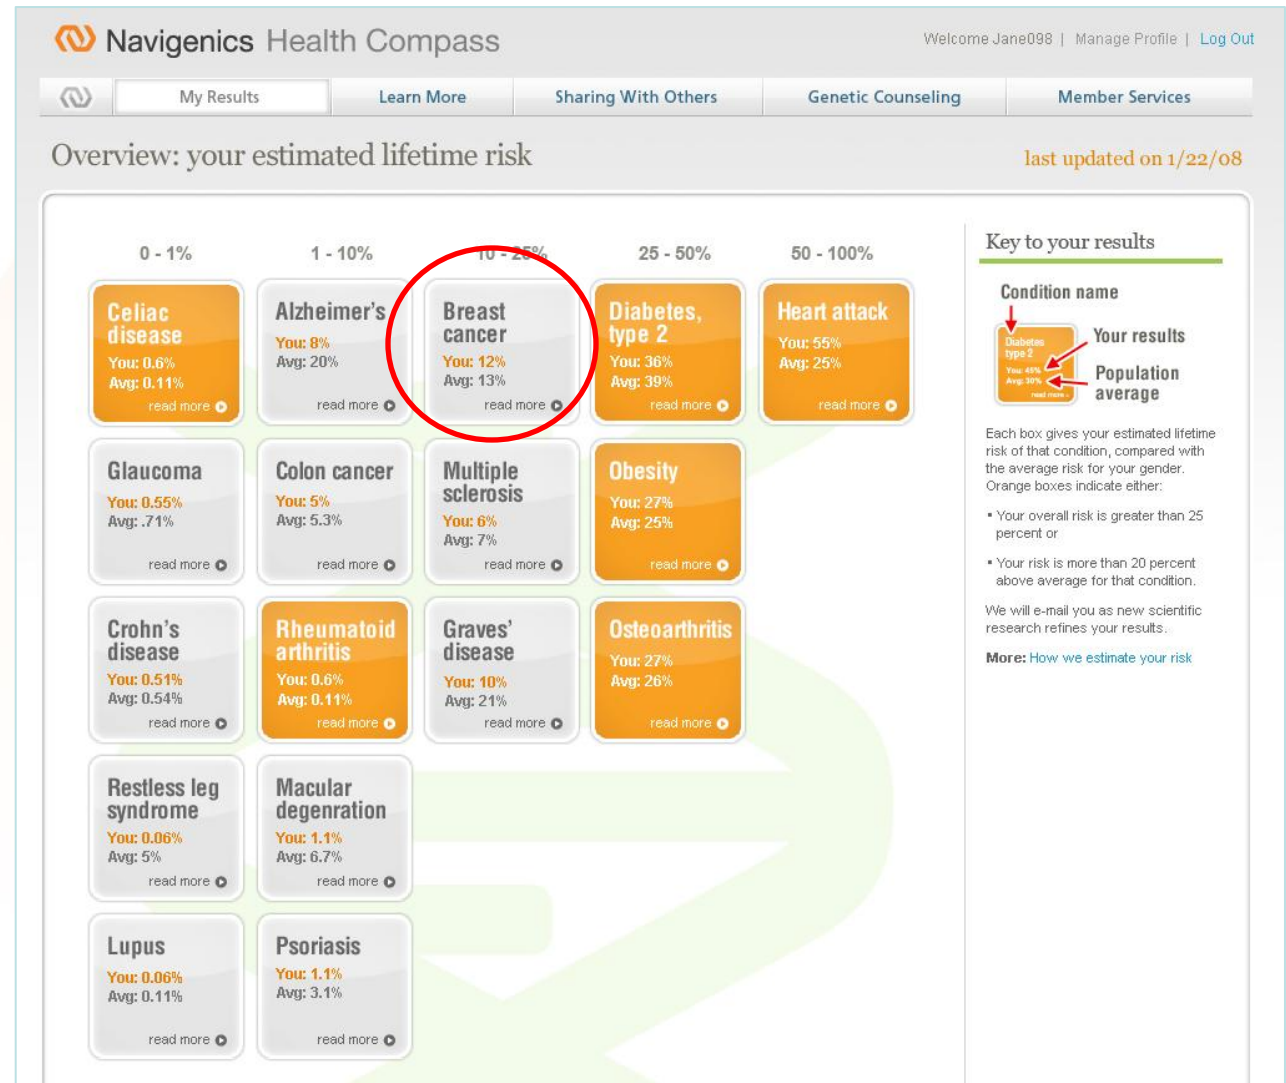 Navigenics Health Compass
Welcome Jane098 | Manage Profile | Log Out
My Results
Learn More
Sharing With Others
Genetic Counseling
Member Services
Overview: your estimated lifetime risk
last updated on 1/22/08
0 - 1%
1 - 10%
10 - 25%
25 - 50%
50 - 100%
Celiac
disease
You: 0.6%
Avg: 0.11%
read more
Alzheimer's
You: 8%
Avg: 20%
read more
Breast
cancer
You: 12%
Avg: 13%
read more
Diabetes,
type 2
You: 36%
Avg: 39%
read more
Heart attack
You: 55%
Avg: 25%
read more
Glaucoma
You: 0.55%
Avg: .71%
read more
Colon cancer
You: 5%
Avg: 5.3%
read more
Multiple
sclerosis
You: 6%
Avg: 7%
read more
Obesity
You: 27%
Avg: 25%
read more
Crohn's
disease
You: 0.51%
Avg: 0.54%
read more
Rheumatoid
arthritis
You: 0.6%
Avg: 0.11%
read more
Graves'
disease
You: 10%
Avg: 21%
read more
Osteoarthritis
You: 27%
Avg: 26%
read more
Restless leg
syndrome
You: 0.06%
Avg: 5%
read more
Macular
degenration
You: 1.1%
Avg: 6.7%
read more
Lupus
You: 0.06%
Avg: 0.11%
read more
Psoriasis
You: 1.1%
Avg: 3.1%
read more
Key to your results
Condition name
Diabetes
type 2
You: 45%
Avg: 30%
read more
Your results
Population
average
Each box gives your estimated lifetime
risk of that condition, compared with
the average risk for your gender.
Orange boxes indicate either:
▪ Your overall risk is greater than 25
percent or
▪ Your risk is more than 20 percent
above average for that condition.
We will e-mail you as new scientific
research refines your results.
More: How we estimate your risk